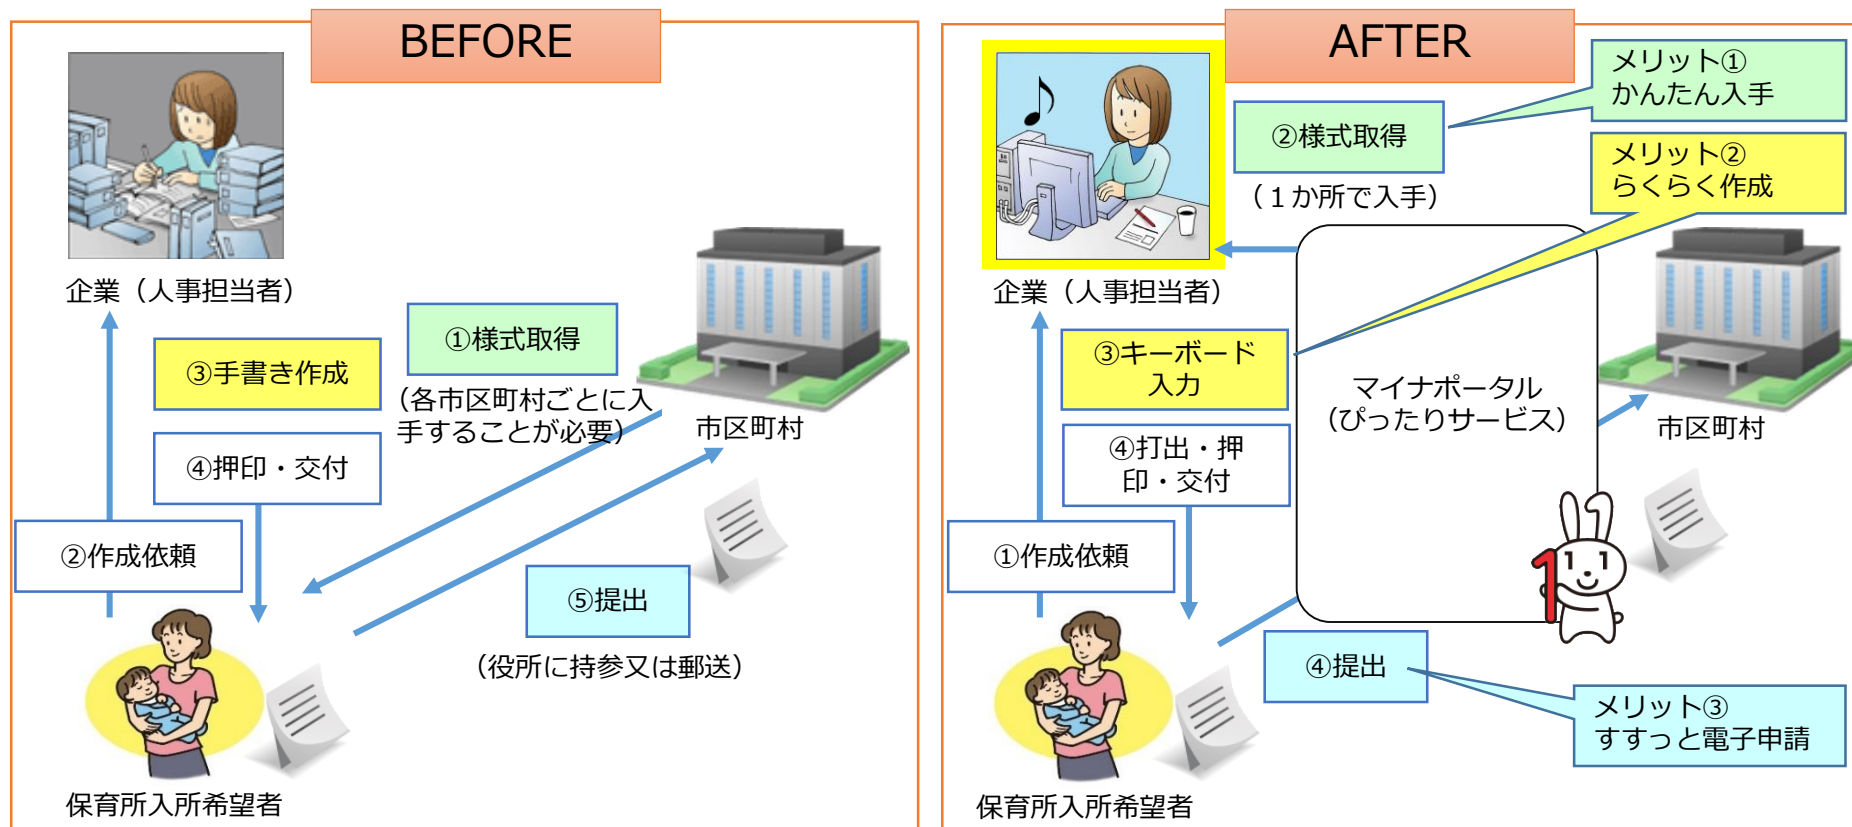 BEFORE
企業（人事担当者）
①様式取得
（各市区町村ごとに入
手することが必要）
③手書き作成
④押印・交付
②作成依頼
市区町村
⑤提出
（役所に持参又は郵送）
保育所入所希望者
AFTER
メリット①
かんたん入手
②様式取得
（１か所で入手）
メリット②
らくらく作成
企業（人事担当者）
③キーボード
入力
④打出・押
印・交付
①作成依頼
マイナポータル
（ぴったりサービス）
市区町村
1
④提出
メリット③
すすっと電子申請
保育所入所希望者